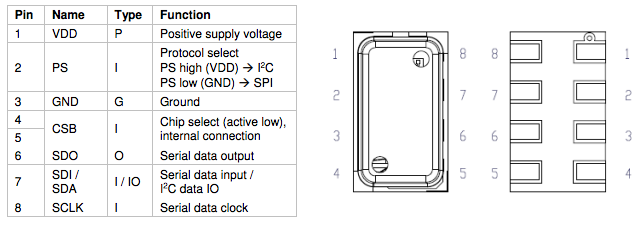 Pin Name Type Function
1 VDD P Positive supply voltage
2 PS I Protocol select
PS high (VDD) → I²C
PS low (GND) → SPI
3 GND G Ground
4
5
CSB I Chip select (active low),
internal connection
6 SDO O Serial data output
7 SDI /
SDA
I / IO Serial data input /
I²C data IO
8 SCLK I Serial data clock
1 8 8 1
2 7 7 2
3 6 6 3
4 5 5 4